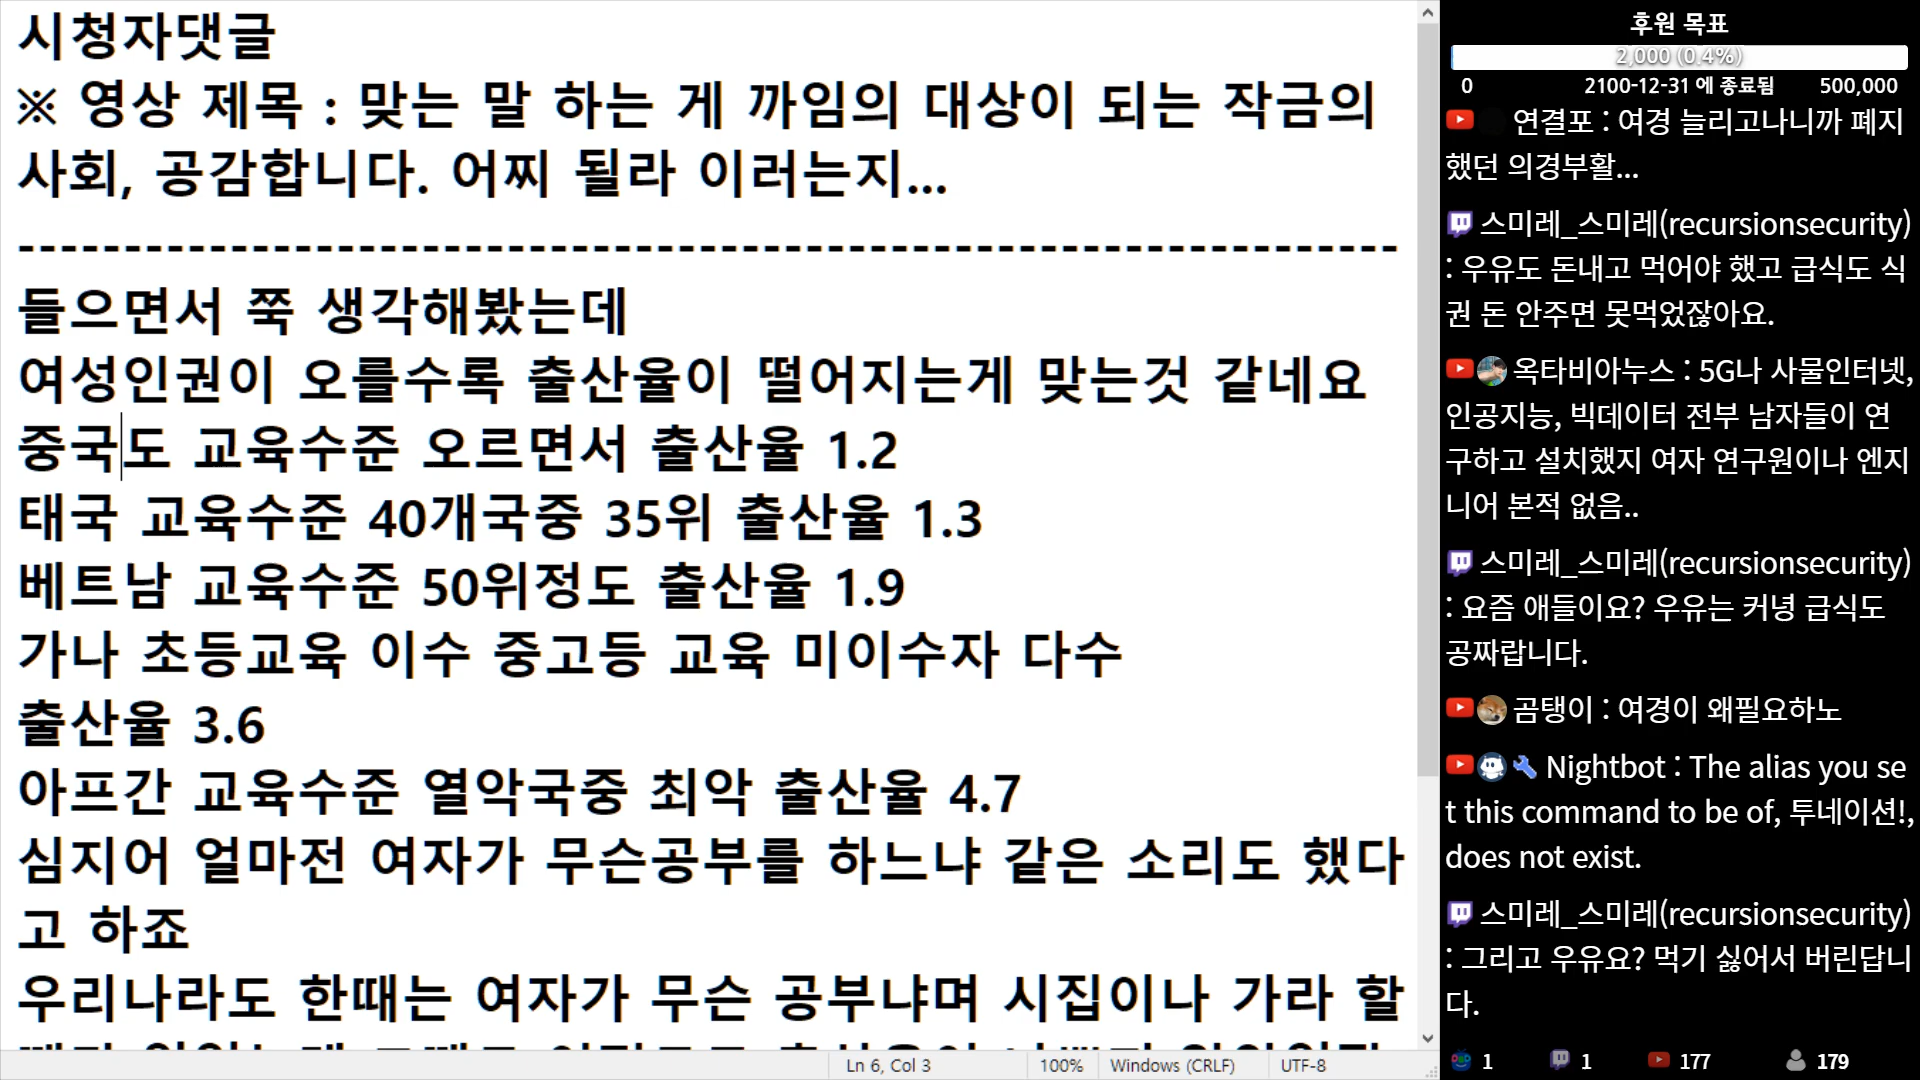 시청자댓글
※ 영상 제목 : 맞는 말 하는 게 까임의 대상이 되는 작금의
사회, 공감합니다. 어찌 될라 이러는지...
-----------------------------------------------------------------
들으면서 쭉 생각해봤는데
여성인권이 오를수록 출산율이 떨어지는게 맞는것 같네요
중국도 교육수준 오르면서 출산율 1.2
태국 교육수준 40개국중 35위 출산율 1.3
베트남 교육수준 50위정도 출산율 1.9
가나 초등교육 이수 중고등 교육 미이수자 다수
출산율 3.6
아프간 교육수준 열악국중 최악 출산율 4.7
심지어 얼마전 여자가 무슨공부를 하느냐 같은 소리도 했다
고 하죠
우리나라도 한때는 여자가 무슨 공부냐며 시집이나 가라 할
Ln 6, Col 3
100%
Windows (CRLF)
UTF-8
후원 목표
2,000 (0.4%)
0
2100-12-31 에 종료됨
500,000
연결포 : 여경 늘리고나니까 폐지
했던 의경부활...
스미레_스미레(recursionsecurity)
: 우유도 돈내고 먹어야 했고 급식도 식
권 돈 안주면 못먹었잖아요.
옥타비아누스 : 5G나 사물인터넷,
인공지능, 빅데이터 전부 남자들이 연
구하고 설치했지 여자 연구원이나 엔지
니어 본적 없음..
스미레_스미레(recursionsecurity)
: 요즘 애들이요? 우유는 커녕 급식도
공짜랍니다.
곰탱이 : 여경이 왜필요하노
Nightbot : The alias you se
t this command to be of, 투네이션!,
does not exist.
스미레_스미레(recursionsecurity)
: 그리고 우유요? 먹기 싫어서 버린답니
다.
1
1
177
179